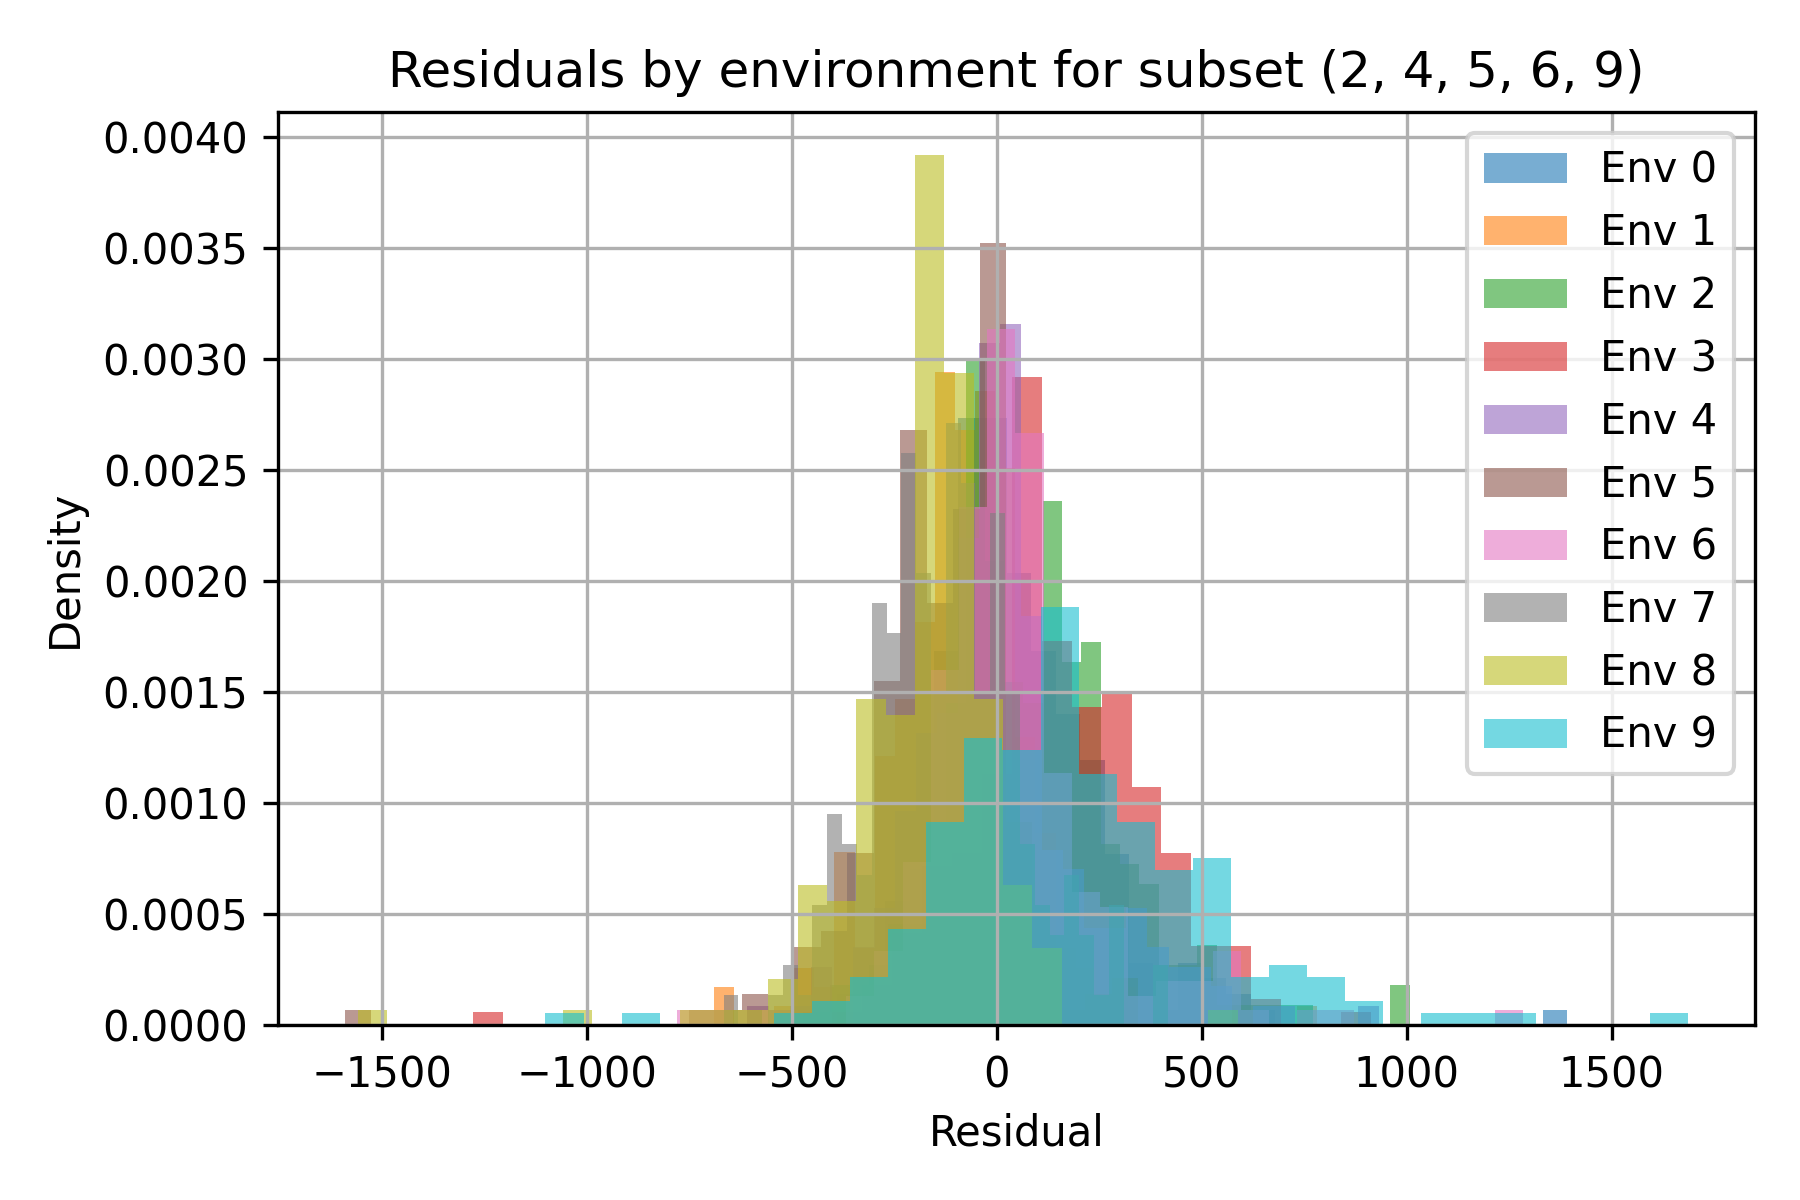 Residuals by environment for subset (2, 4, 5, 6, 9)
0.0040
0.0035
0.0030
0.0025
0.0020
0.0015
0.0010
0.0005
0.0000
Density
−1500
−1000
−500
0
500
1000
1500
Residual
Env 0
Env 1
Env 2
Env 3
Env 4
Env 5
Env 6
Env 7
Env 8
Env 9